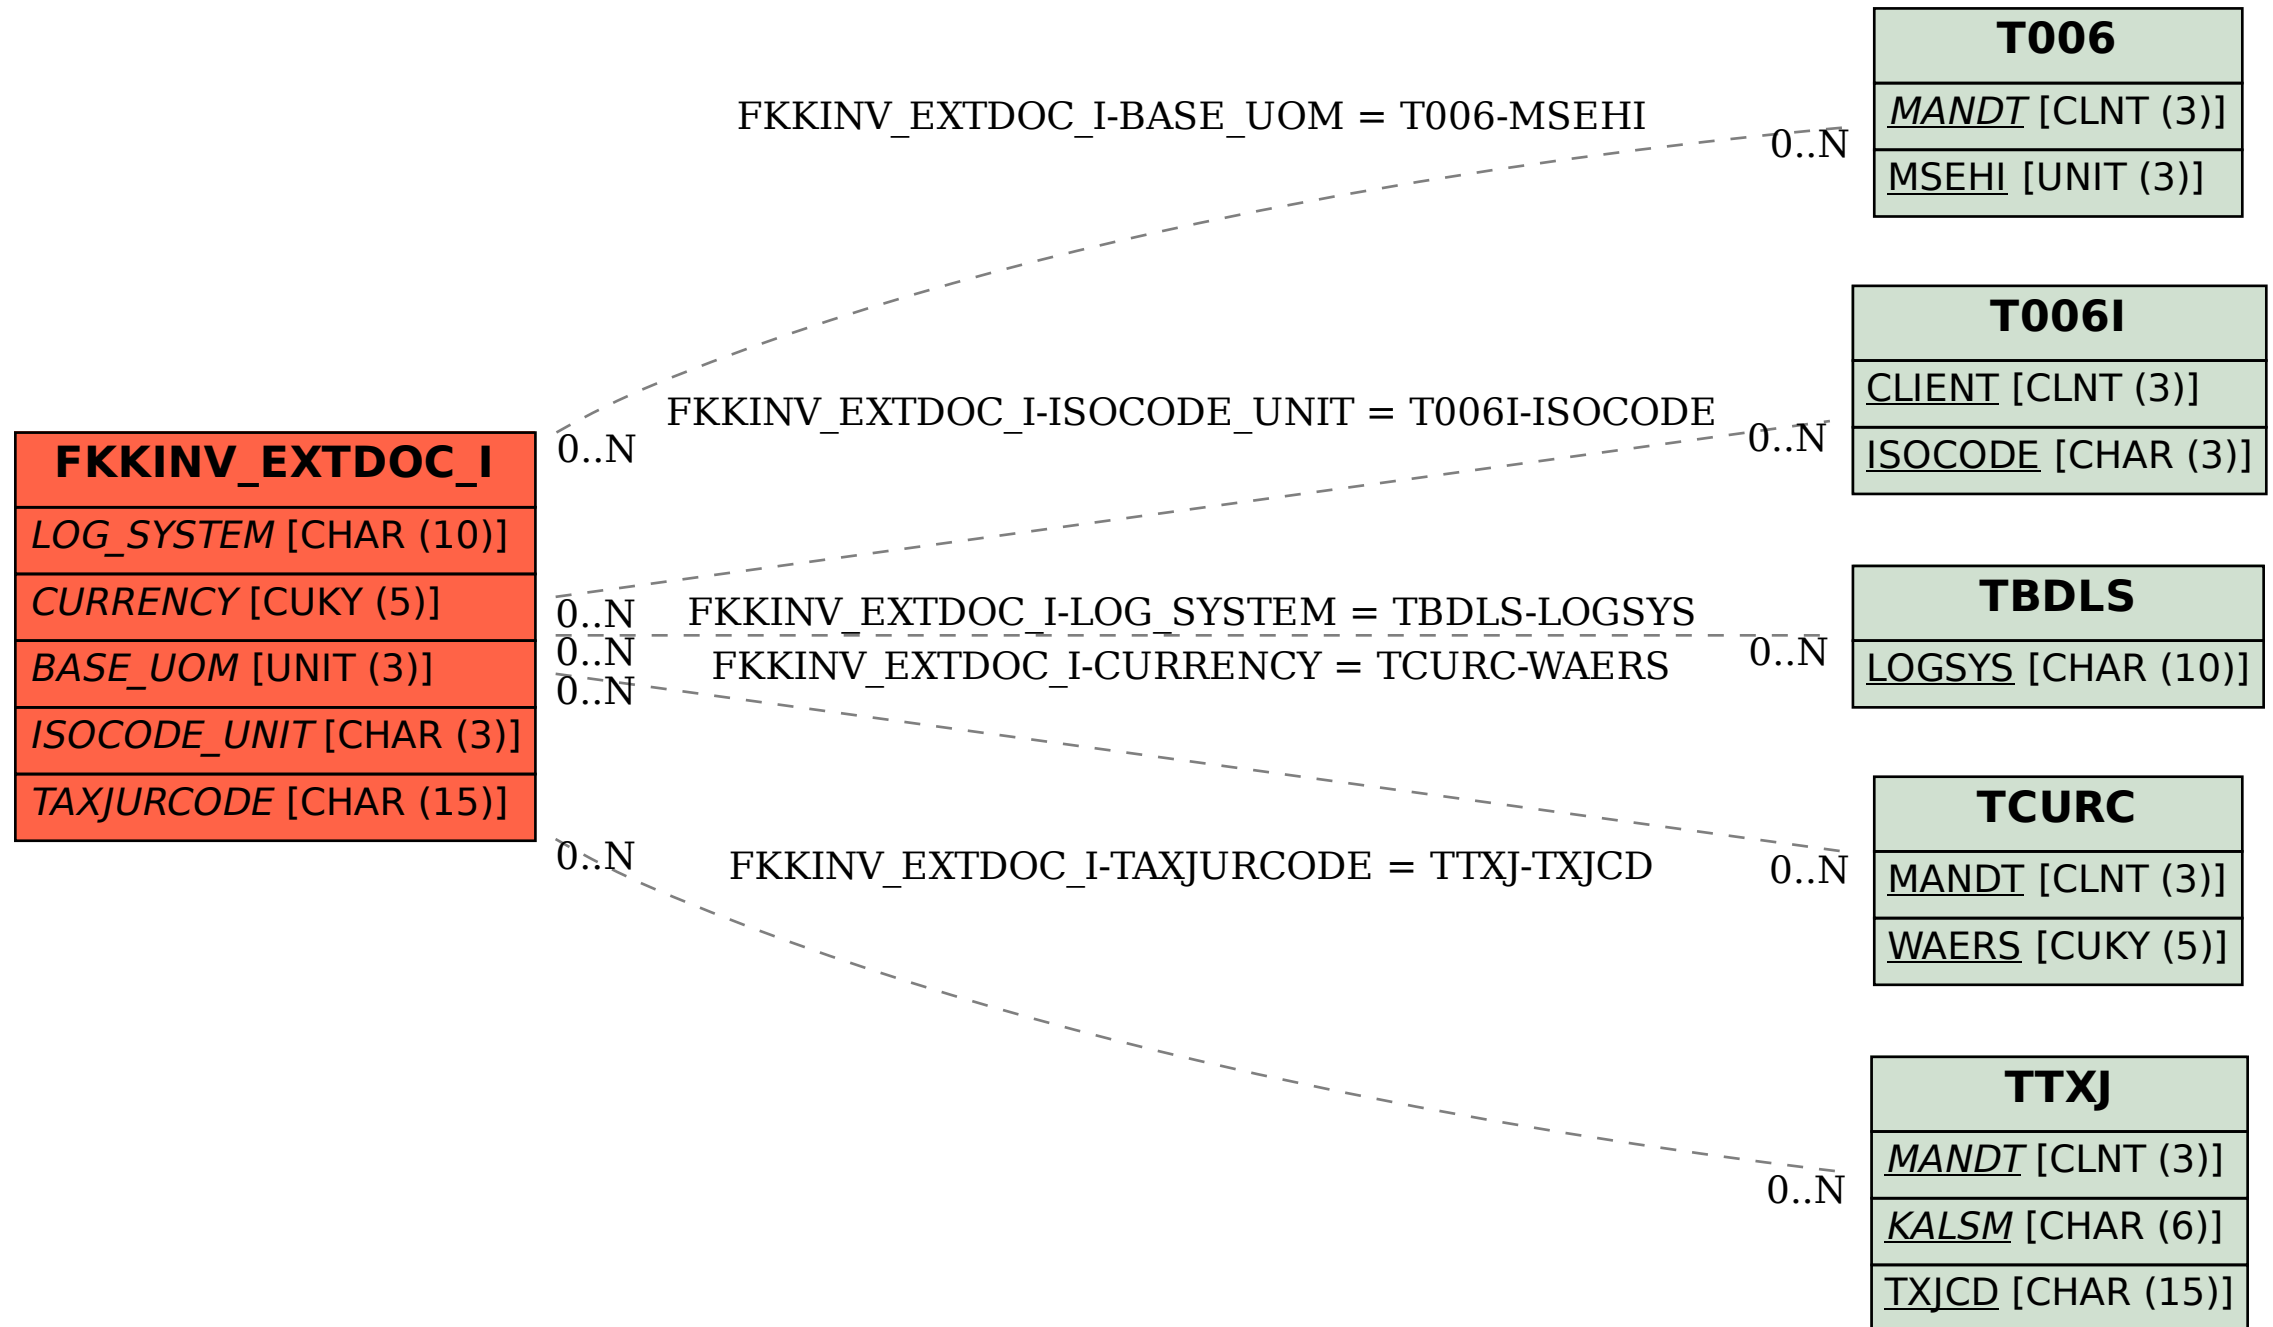 FKKINV_EXTDOC_I
LOG_SYSTEM [CHAR (10)]
CURRENCY [CUKY (5)]
BASE_UOM [UNIT (3)]
ISOCODE_UNIT [CHAR (3)]
TAXJURCODE [CHAR (15)]
FKKINV_EXTDOC_I-BASE_UOM = T006-MSEHI
0..N
0..N
FKKINV_EXTDOC_I-ISOCODE_UNIT = T006I-ISOCODE
0..N
0..N
FKKINV_EXTDOC_I-LOG_SYSTEM = TBDLS-LOGSYS
0..N
0..N
FKKINV_EXTDOC_I-CURRENCY = TCURC-WAERS
0..N
0..N
FKKINV_EXTDOC_I-TAXJURCODE = TTXJ-TXJCD
0..N
0..N
T006
MANDT [CLNT (3)]
MSEHI [UNIT (3)]
T006I
CLIENT [CLNT (3)]
ISOCODE [CHAR (3)]
TBDLS
LOGSYS [CHAR (10)]
TCURC
MANDT [CLNT (3)]
WAERS [CUKY (5)]
TTXJ
MANDT [CLNT (3)]
KALSM [CHAR (6)]
TXJCD [CHAR (15)]